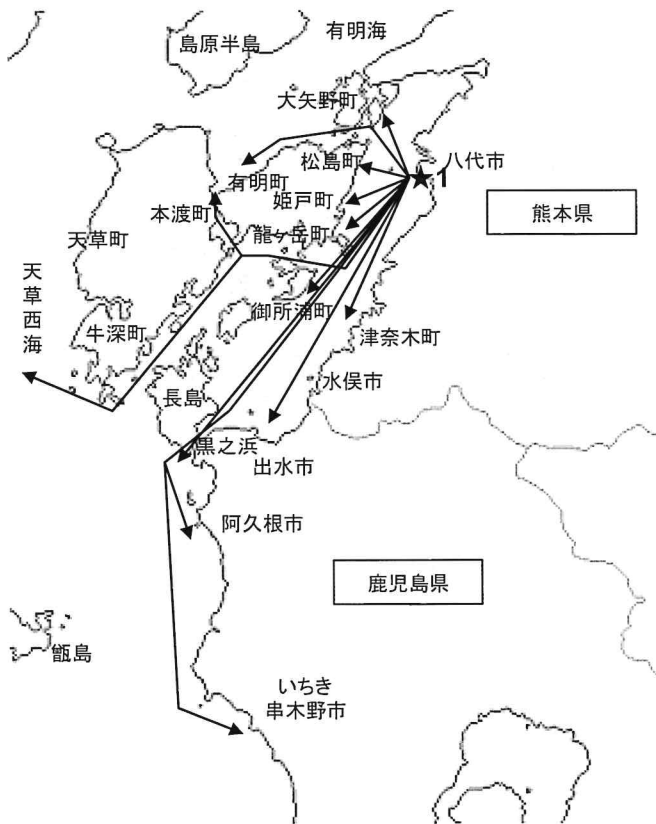 有明海
島原半島
大矢野町
松島町
八代市
1
有明町
姫戸町
熊本県
本渡町
龍ヶ岳町
天草町
天草西海
御所浦町
牛深町
津奈木町
水俣市
長島
黒之浜
出水市
阿久根市
鹿児島県
甑島
いちき
串木野市